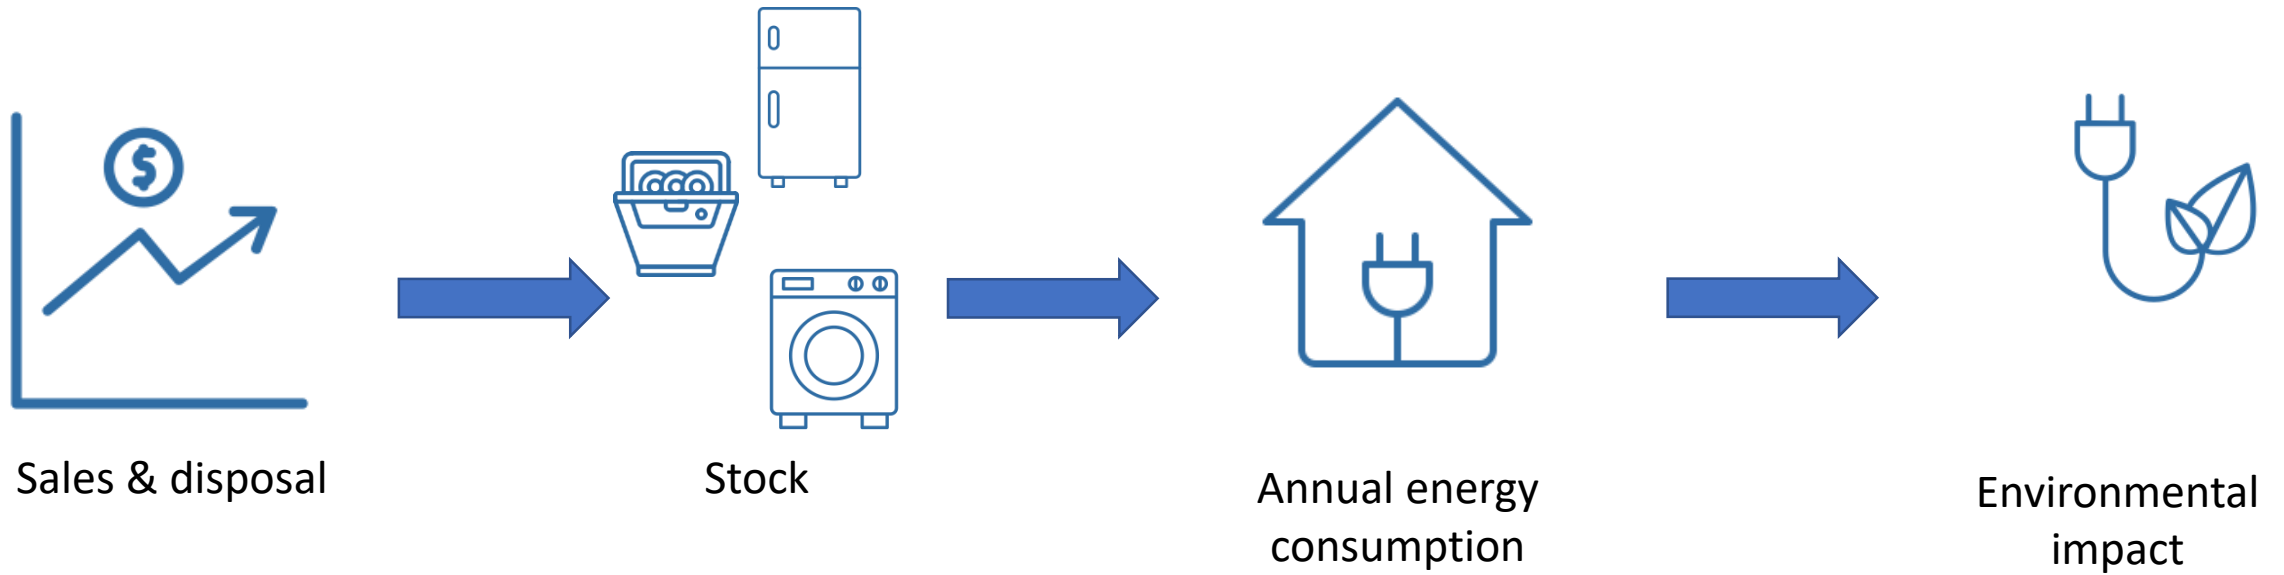 $
Sales & disposal
Stock
Annual energy
consumption
Environmental
impact